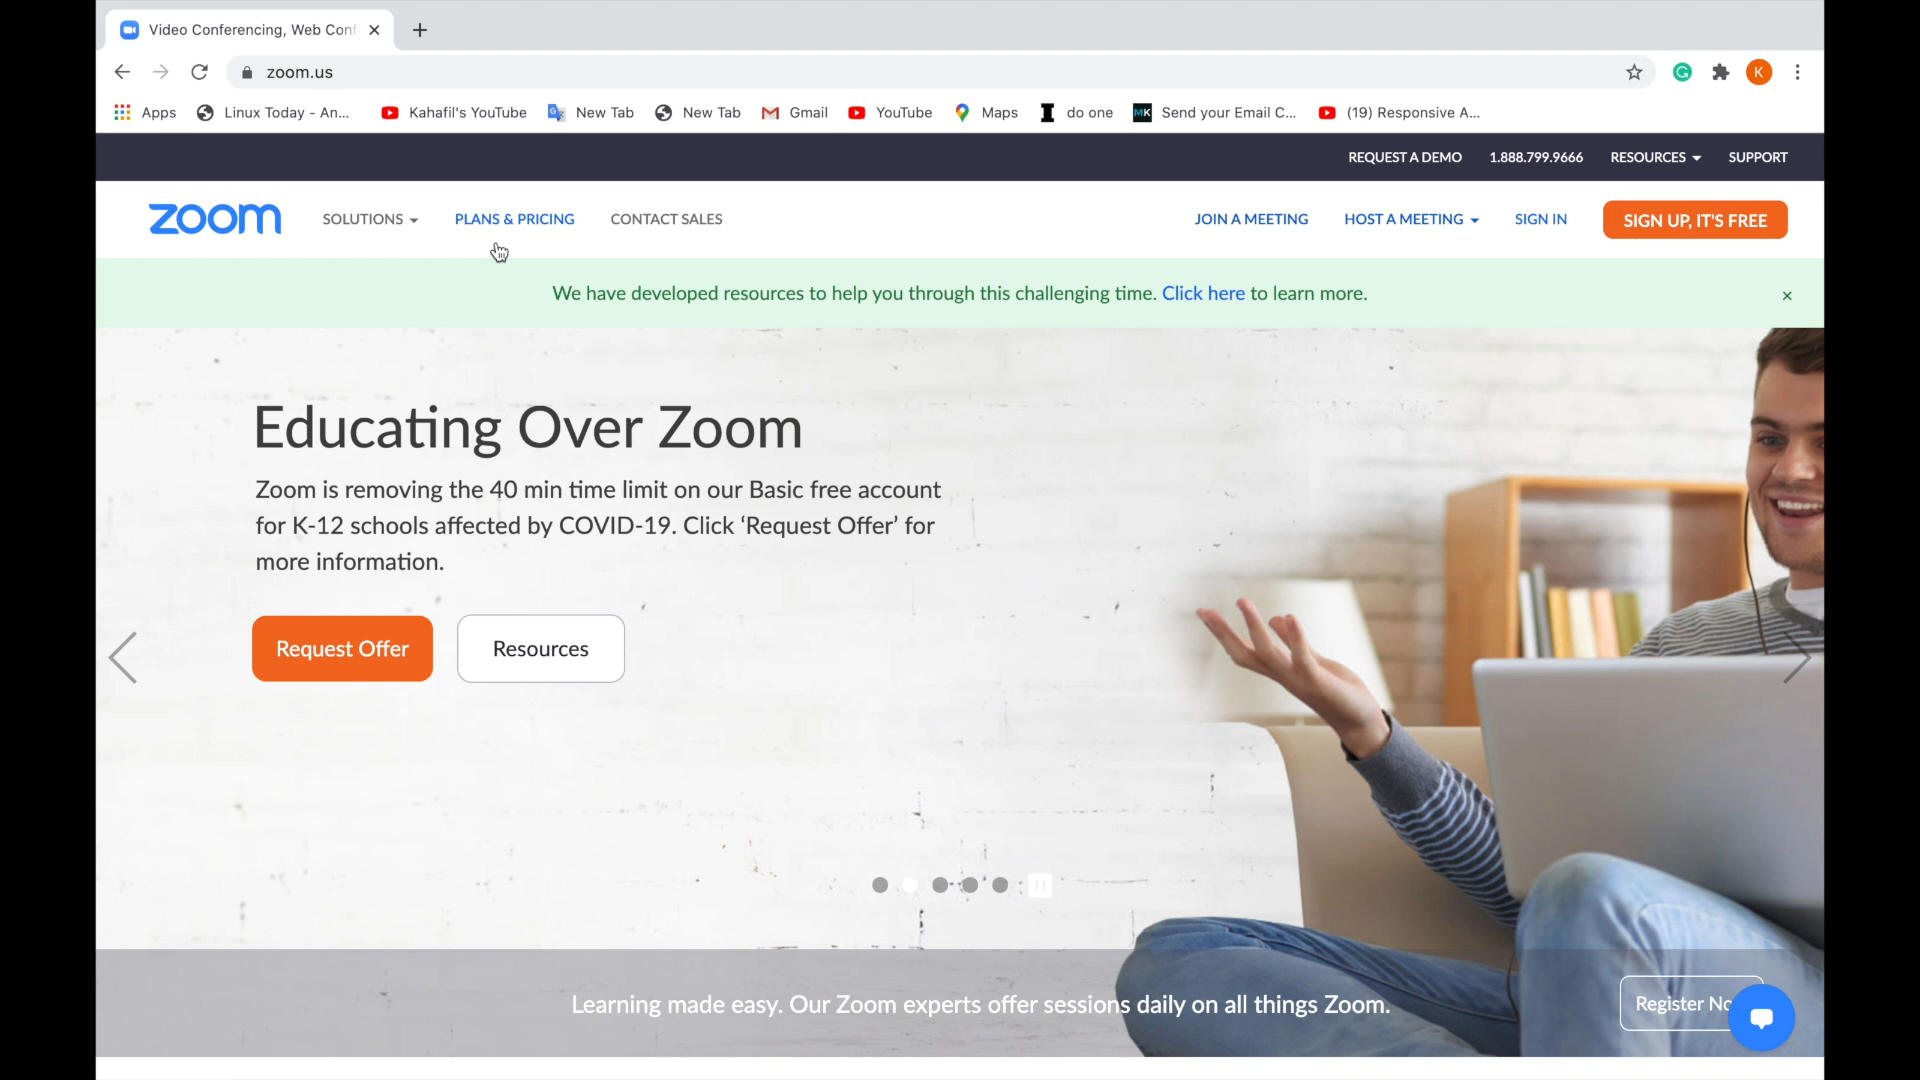 Video Conferencing, Web Conf
zoom.us
K
Apps
Linux Today - An...
Kahafil's YouTube
New Tab
New Tab
Gmail
YouTube
Maps
do one
MK
Send your Email C...
(19) Responsive A...
REQUEST A DEMO
1.888.799.9666
RESOURCES
SUPPORT
zoom
SOLUTIONS
PLANS & PRICING
CONTACT SALES
JOIN A MEETING
HOST A MEETING
SIGN IN
SIGN UP, IT'S FREE
We have developed resources to help you through this challenging time. Click here to learn more.
Educating Over Zoom
Zoom is removing the 40 min time limit on our Basic free account
for K-12 schools affected by COVID-19. Click ‘Request Offer’ for
more information.
Request Offer
Resources
Learning made easy. Our Zoom experts offer sessions daily on all things Zoom.
Register No